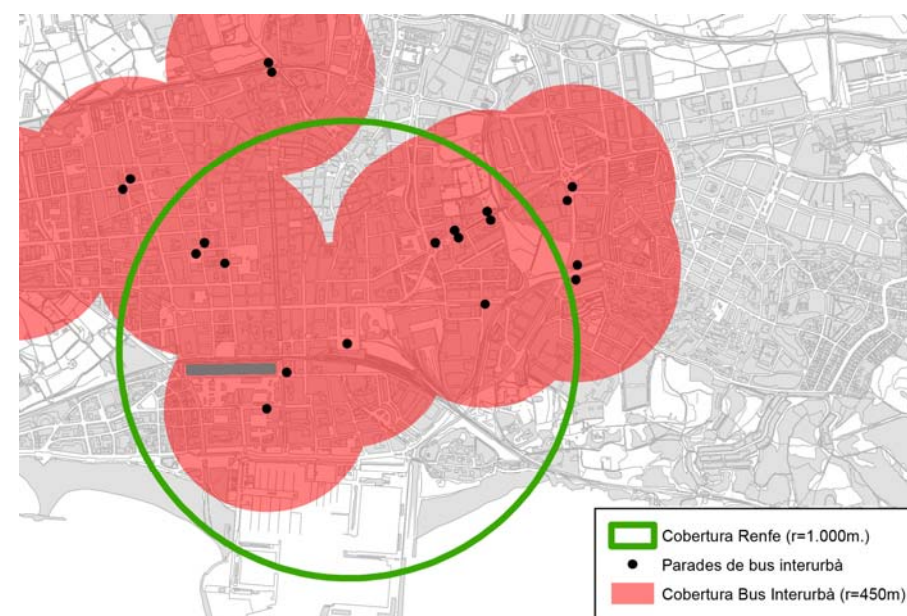 Cobertura Renfe (r=1.000m.)
Parades de bus interurbà
Cobertura Bus Interurbà (r=450m)